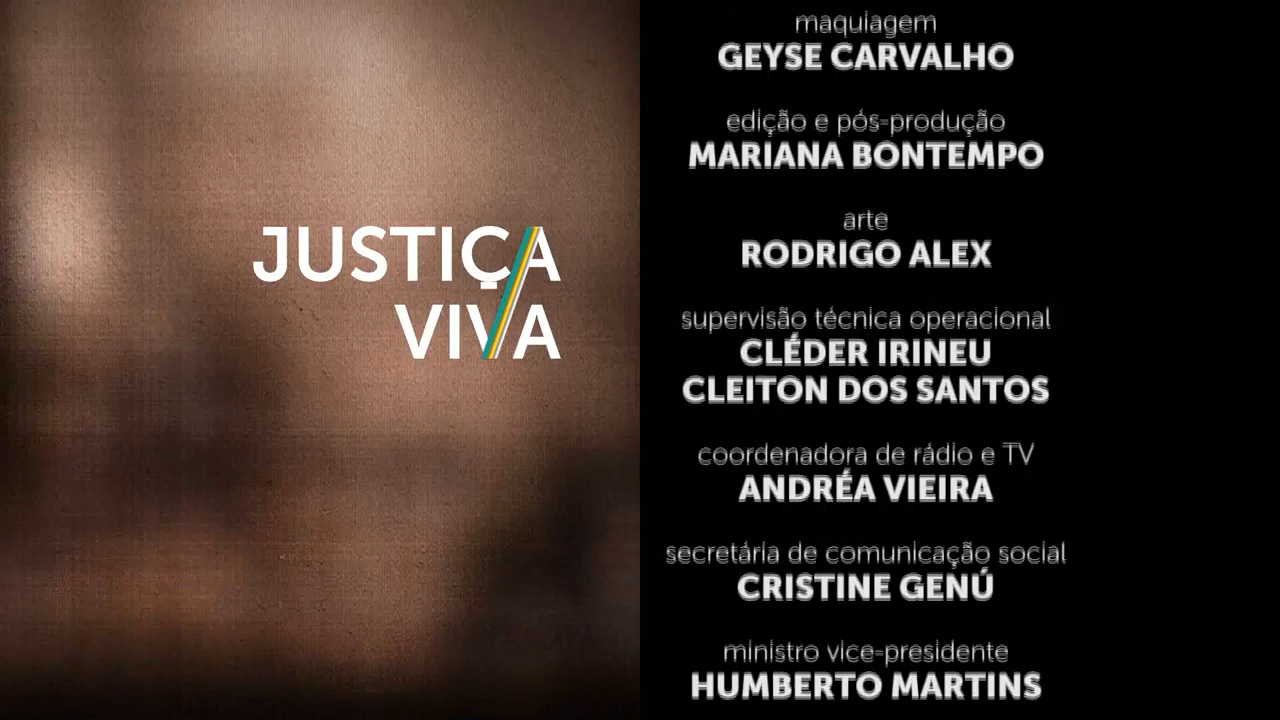 JUSTIÇA
VIVA
maquiagem
GEYSE CARVALHO
edição e pós-produção
MARIANA BONTEMPO
arte
RODRIGO ALEX
supervisão técnica operacional
CLÉDER IRINEU
CLEITON DOS SANTOS
coordenadora de rádio e TV
ANDRÉA VIEIRA
secretária de comunicação social
CRISTINE GENÚ
ministro vice-presidente
HUMBERTO MARTINS